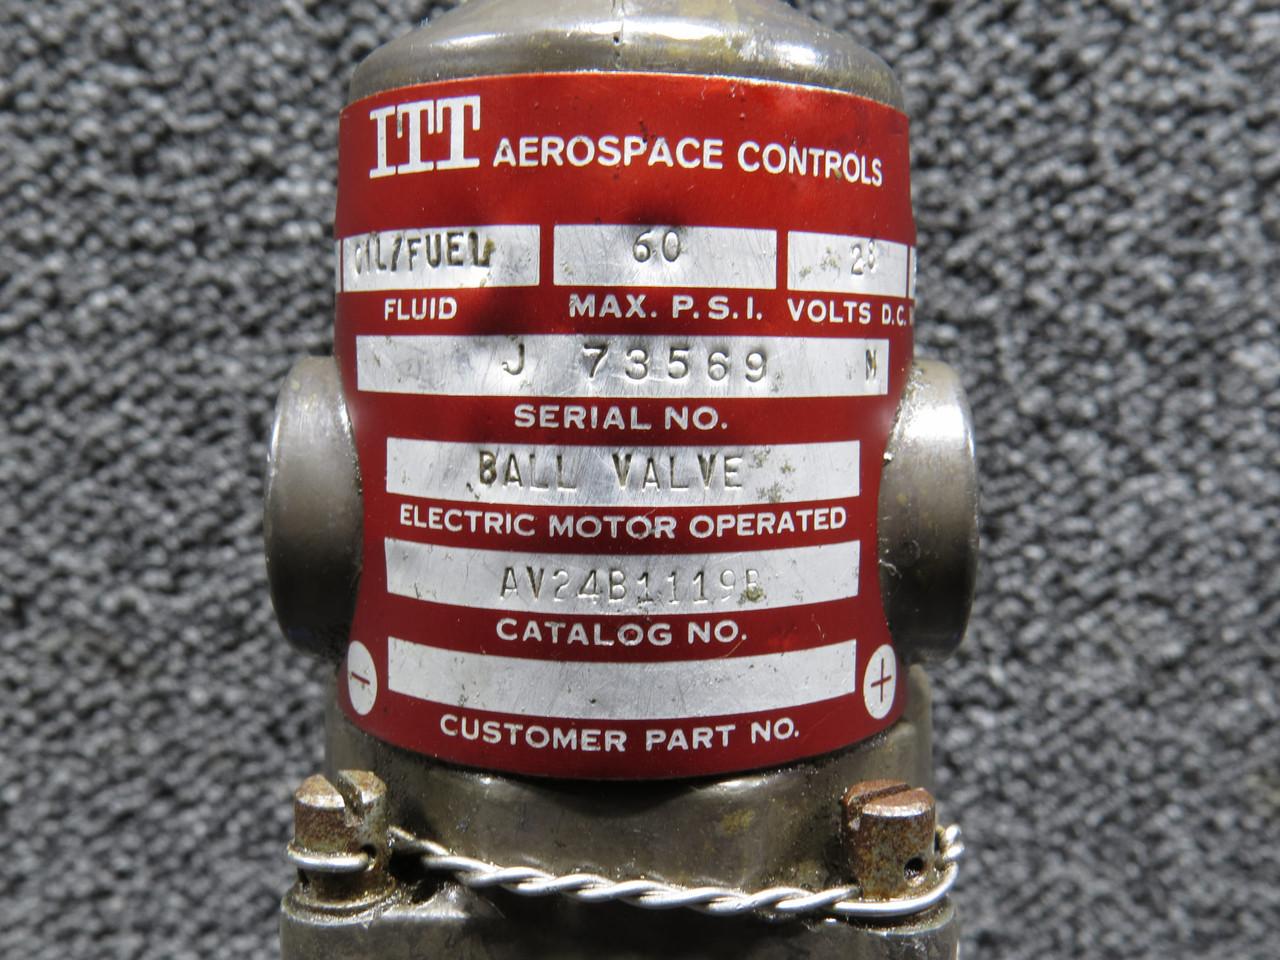 ITT AEROSPACE CONTROLS
OIL/FUEL 60 28
FLUID MAX. P.S.I. VOLTS D.C.
J 73569 M
SERIAL NO.
BALL VALVE
ELECTRIC MOTOR OPERATED
AV24B1119B
CATALOG NO.
- +
CUSTOMER PART NO.